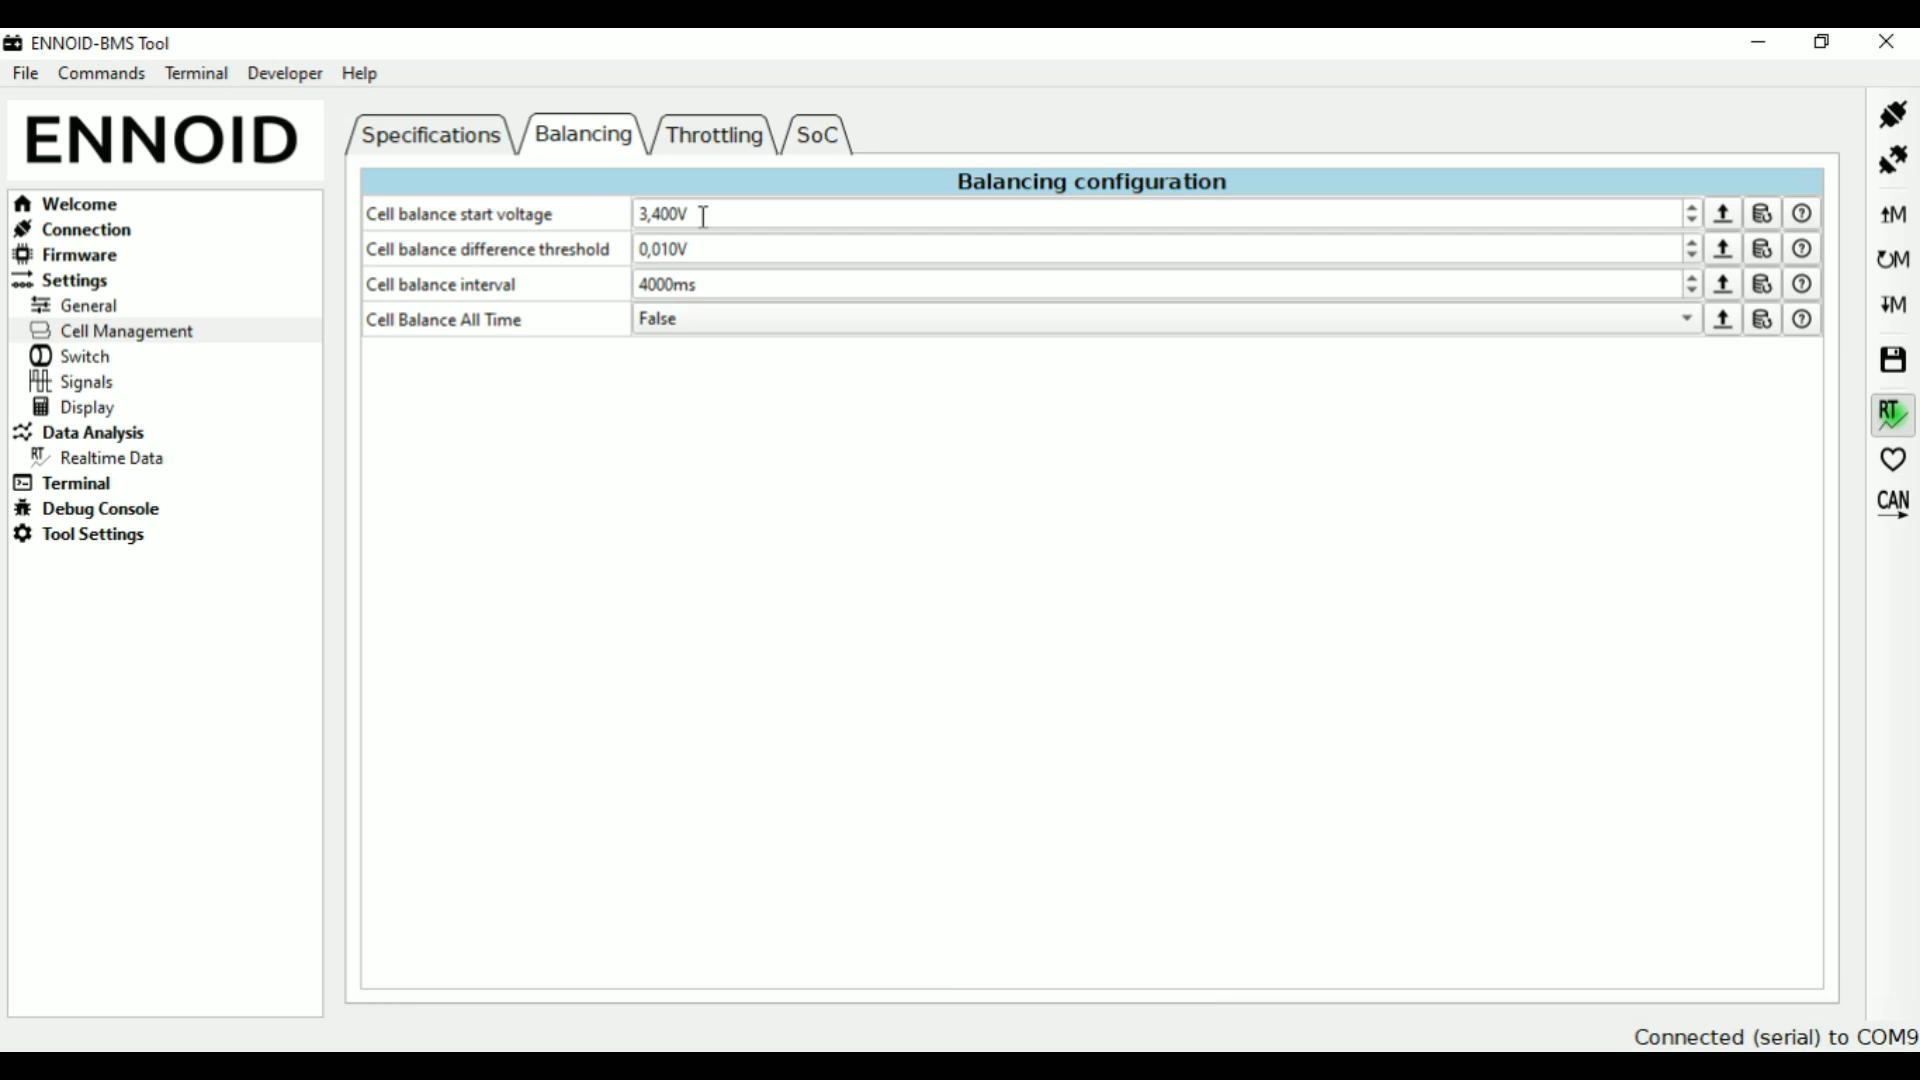 ENNOID-BMS Tool
File Commands Terminal Developer Help
ENNOID
Welcome
Connection
Firmware
Settings
General
Cell Management
Switch
Signals
Display
Data Analysis
RT Realtime Data
Terminal
Debug Console
Tool Settings
Specifications Balancing Throttling SoC
Balancing configuration
Cell balance start voltage 3,400V
Cell balance difference threshold 0,010V
Cell balance interval 4000ms
Cell Balance All Time False
M
M
M
RT
CAN
Connected (serial) to COM9